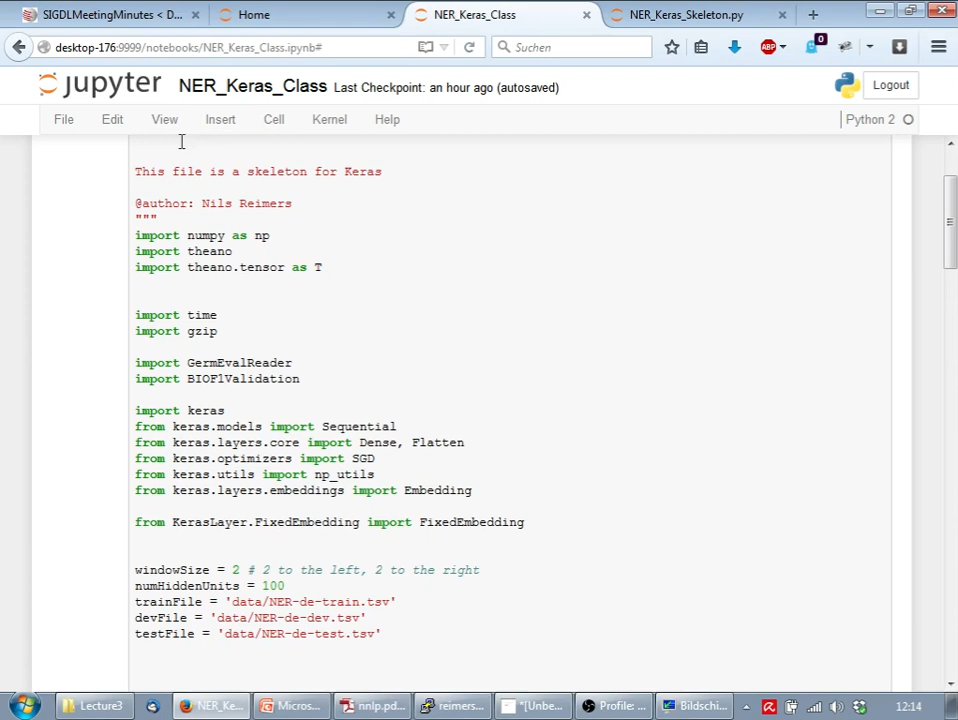 SIGDLMeetingMinutes < D...
Home
NER_Keras_Class
NER_Keras_Skeleton.py
desktop-176:9999/notebooks/NER_Keras_Class.ipynb#
Suchen
ABP
0
jupyter NER_Keras_Class Last Checkpoint: an hour ago (autosaved)
Logout
File Edit View Insert Cell Kernel Help
Python 2
This file is a skeleton for Keras
@author: Nils Reimers
"""
import numpy as np
import theano
import theano.tensor as T
import time
import gzip
import GermEvalReader
import BIOF1Validation
import keras
from keras.models import Sequential
from keras.layers.core import Dense, Flatten
from keras.optimizers import SGD
from keras.utils import np_utils
from keras.layers.embeddings import Embedding
from KerasLayer.FixedEmbedding import FixedEmbedding
windowSize = 2 # 2 to the left, 2 to the right
numHiddenUnits = 100
trainFile = 'data/NER-de-train.tsv'
devFile = 'data/NER-de-dev.tsv'
testFile = 'data/NER-de-test.tsv'
Lecture3
NER_Ke...
Micros...
nnlp.pd...
reimers...
*[Unbe...
Profile: ...
Bildschi...
12:14